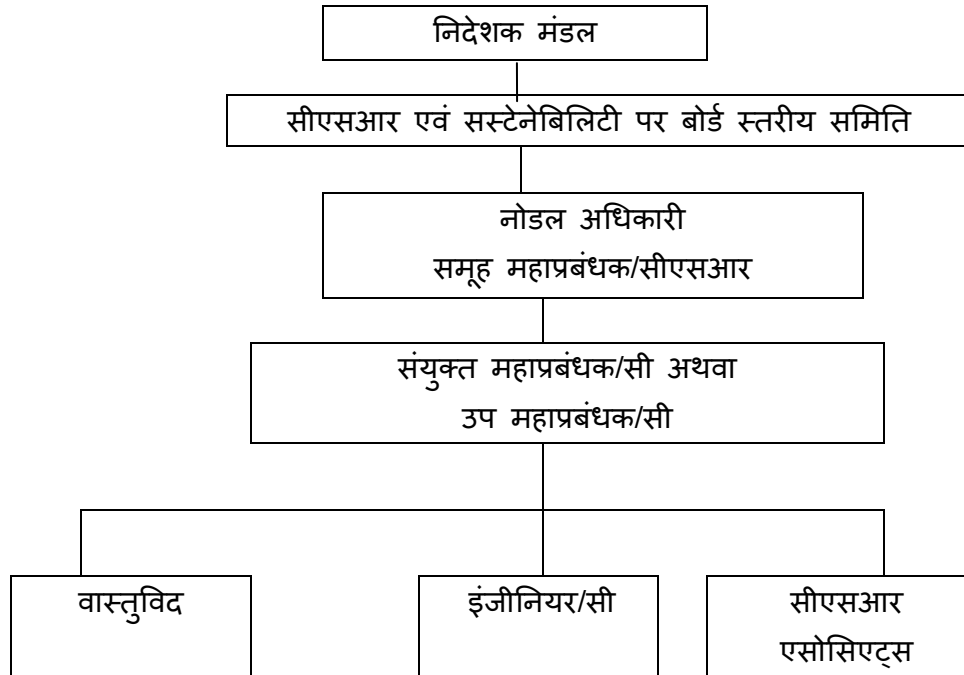 निदेशक मंडल
सीएसआर एवं सस्टेनेबिलिटी पर बोर्ड स्तरीय समिति
नोडल अधिकारी
समूह महाप्रबंधक/सीएसआर
संयुक्त महाप्रबंधक/सी अथवा
उप महाप्रबंधक/सी
वास्तुविद
इंजीनियर/सी
सीएसआर
एसोसिएट्स